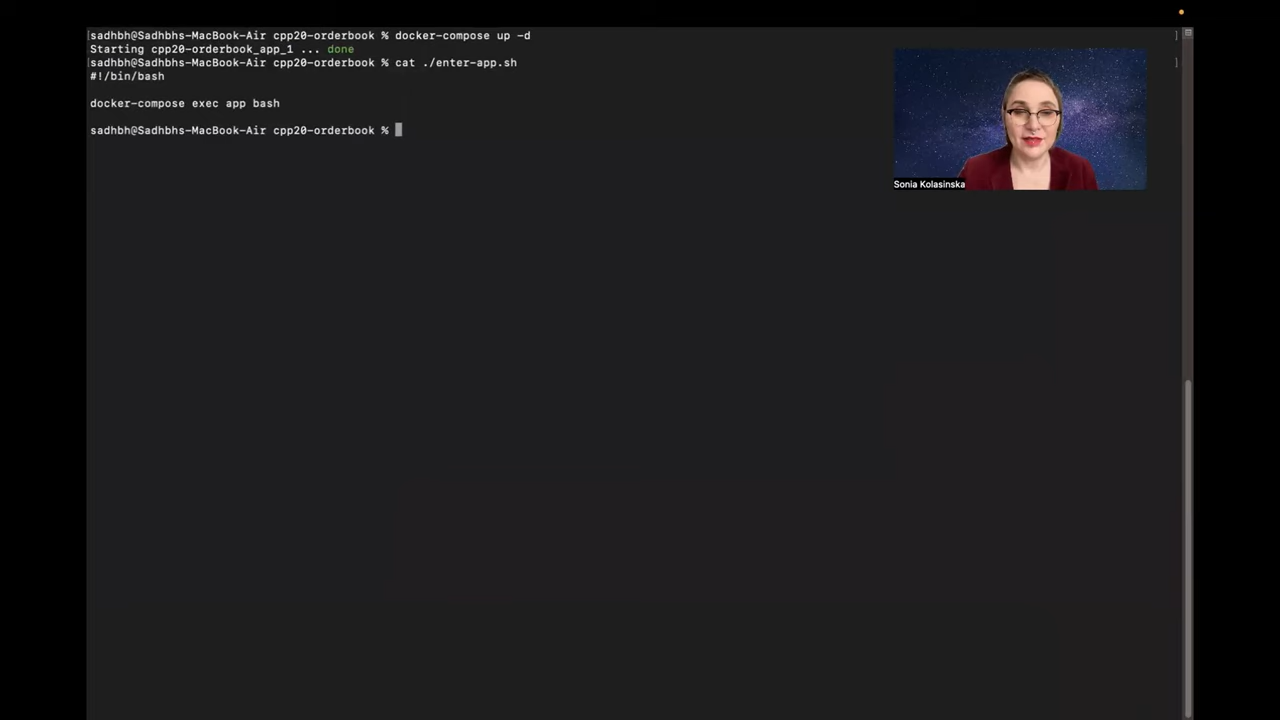 sadhbh@Sadhbhs-MacBook-Air cpp20-orderbook % docker-compose up -d
Starting cpp20-orderbook_app_1 ... done
sadhbh@Sadhbhs-MacBook-Air cpp20-orderbook % cat ./enter-app.sh
#!/bin/bash
docker-compose exec app bash
sadhbh@Sadhbhs-MacBook-Air cpp20-orderbook %
Sonia Kolasinska